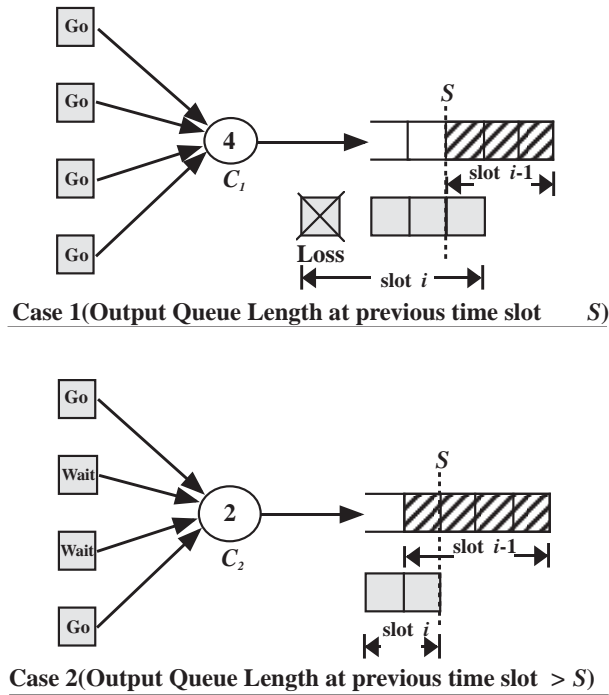 Go
Go
Go
Go
4
C1
S
slot i-1
Loss
slot i
Case 1(Output Queue Length at previous time slot S)
Go
Wait
Wait
Go
2
C2
S
slot i-1
slot i
Case 2(Output Queue Length at previous time slot > S)